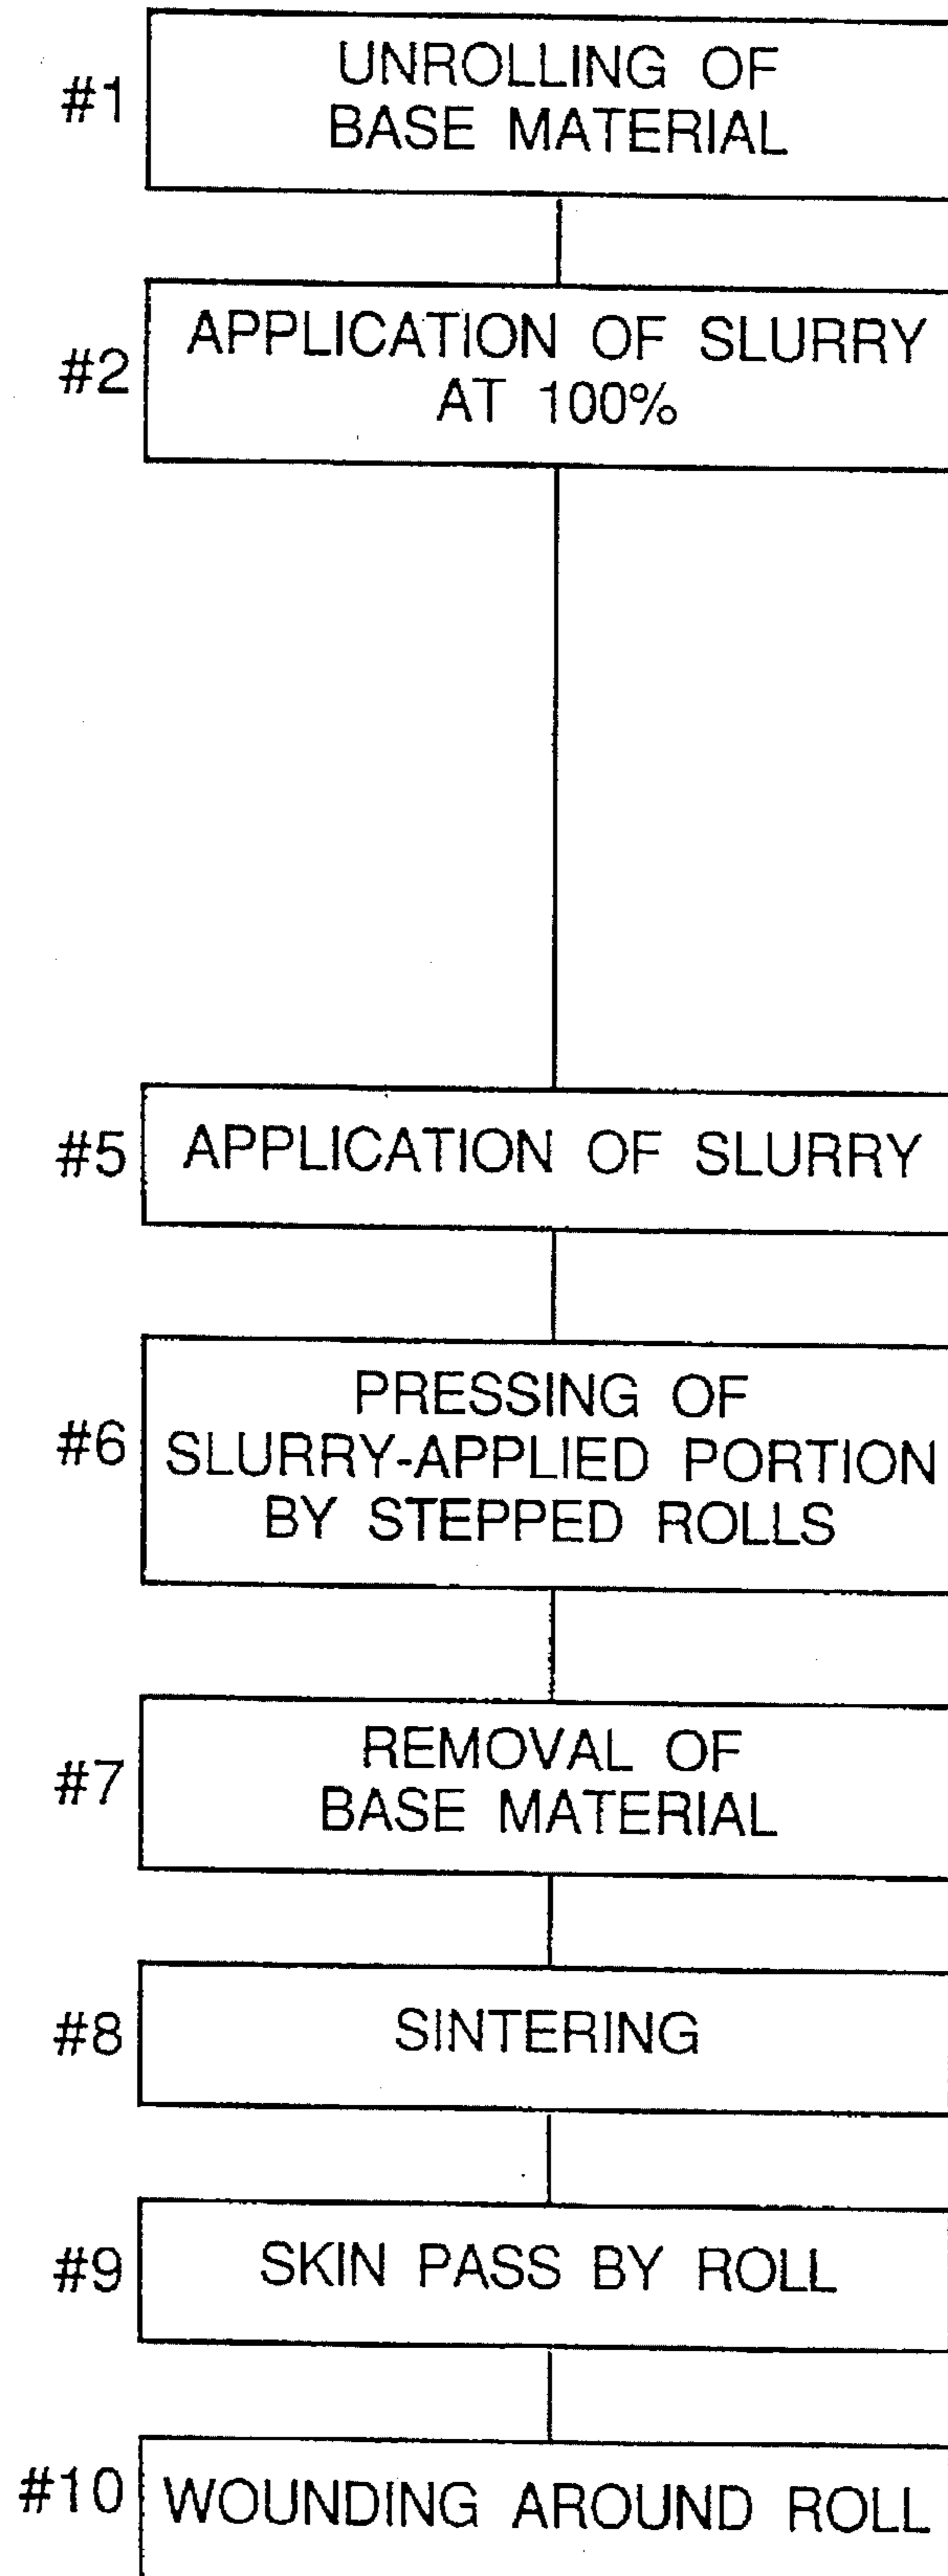 #1 UNROLLING OF
BASE MATERIAL
#2 APPLICATION OF SLURRY
AT 100%
#5 APPLICATION OF SLURRY
#6 PRESSING OF
SLURRY-APPLIED PORTION
BY STEPPED ROLLS
#7 REMOVAL OF
BASE MATERIAL
#8 SINTERING
#9 SKIN PASS BY ROLL
#10 WOUNDING AROUND ROLL